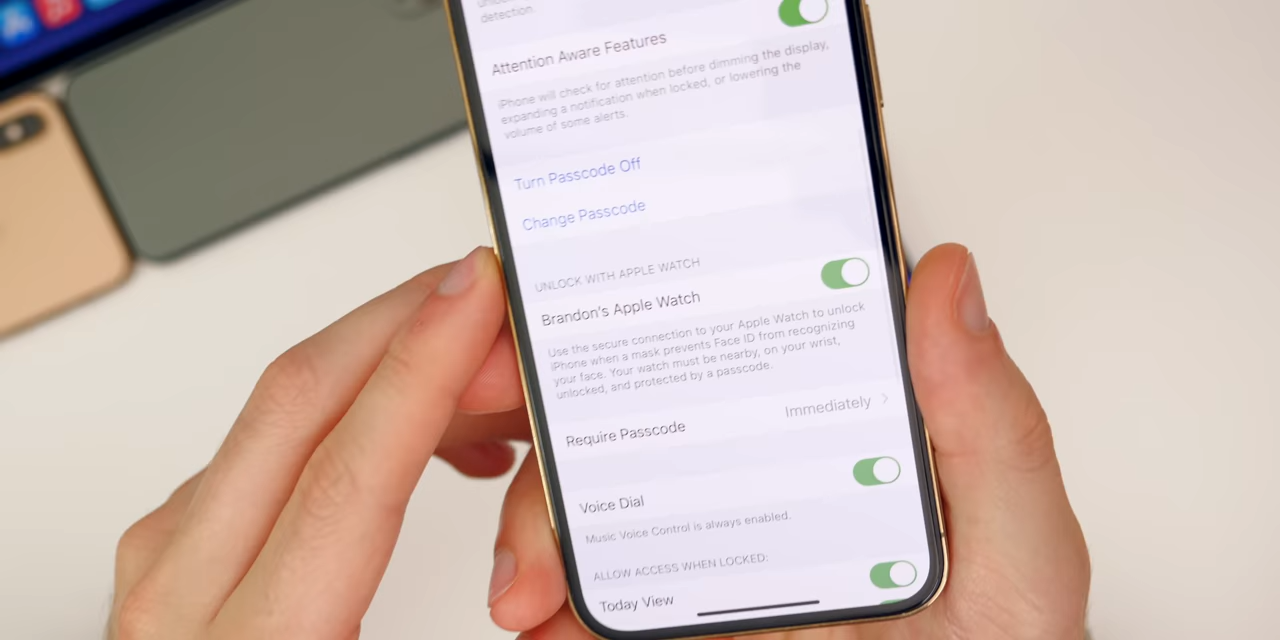 detection.
Attention Aware Features
iPhone will check for attention before dimming the display,
expanding a notification when locked, or lowering the
volume of some alerts.
Turn Passcode Off
Change Passcode
UNLOCK WITH APPLE WATCH
Brandon's Apple Watch
Use the secure connection to your Apple Watch to unlock
iPhone when a mask prevents Face ID from recognizing
your face. Your watch must be nearby, on your wrist,
unlocked, and protected by a passcode.
Require Passcode Immediately
Voice Dial
Music Voice Control is always enabled.
ALLOW ACCESS WHEN LOCKED:
Today View